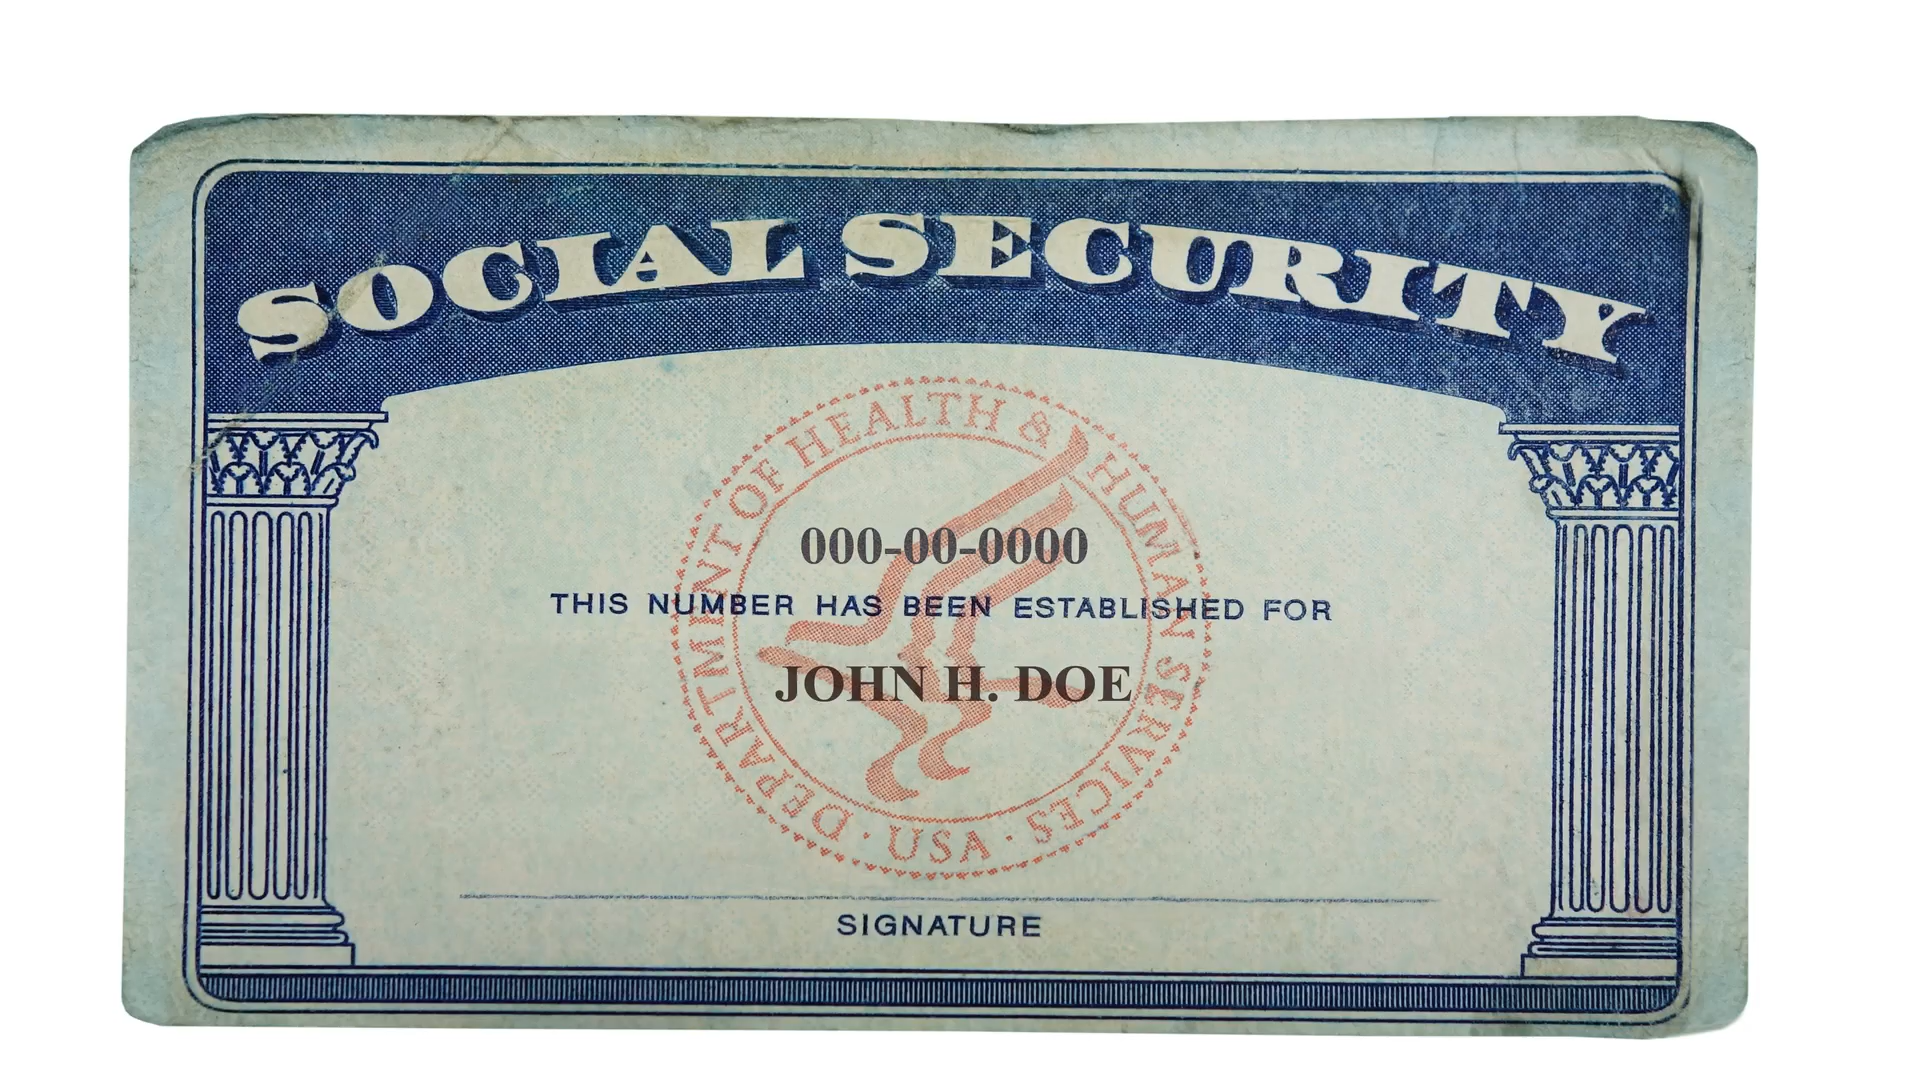 SOCIAL SECURITY
DEPARTMENT OF HEALTH & HUMAN SERVICES · USA ·
000-00-0000
THIS NUMBER HAS BEEN ESTABLISHED FOR
JOHN H. DOE
SIGNATURE